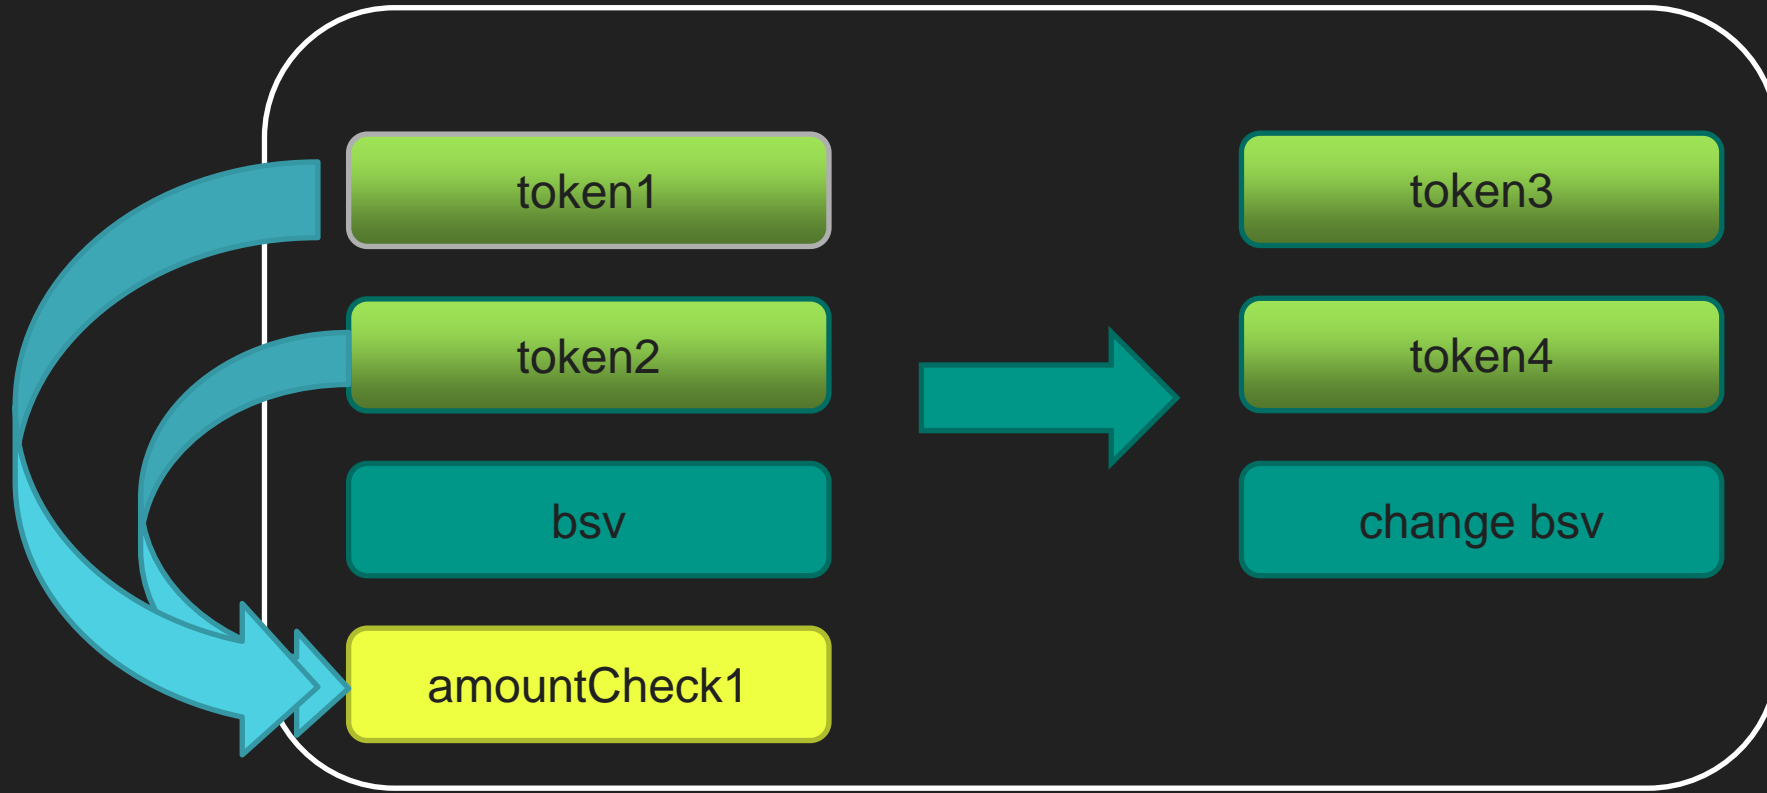 token1
token2
bsv
amountCheck1
token3
token4
change bsv